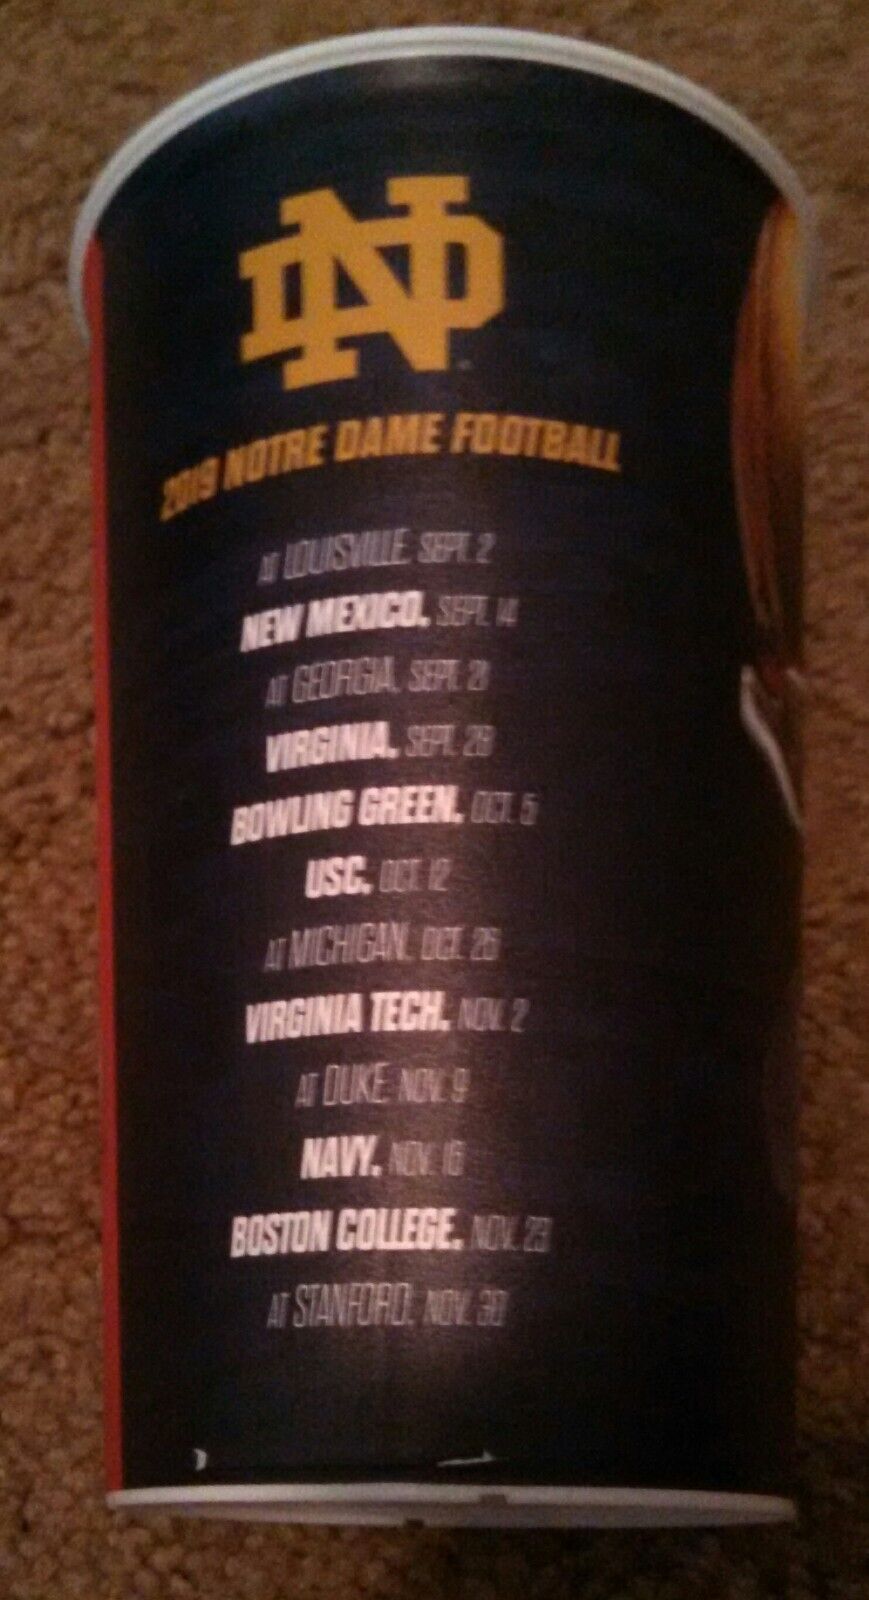 ND
2019 NOTRE DAME FOOTBALL
AT LOUISVILLE, SEPT. 2
NEW MEXICO, SEPT. 14
AT GEORGIA, SEPT. 21
VIRGINIA, SEPT. 28
BOWLING GREEN, OCT. 5
USC, OCT. 12
AT MICHIGAN, OCT. 26
VIRGINIA TECH, NOV. 2
AT DUKE, NOV. 9
NAVY, NOV. 16
BOSTON COLLEGE, NOV. 23
AT STANFORD, NOV. 30